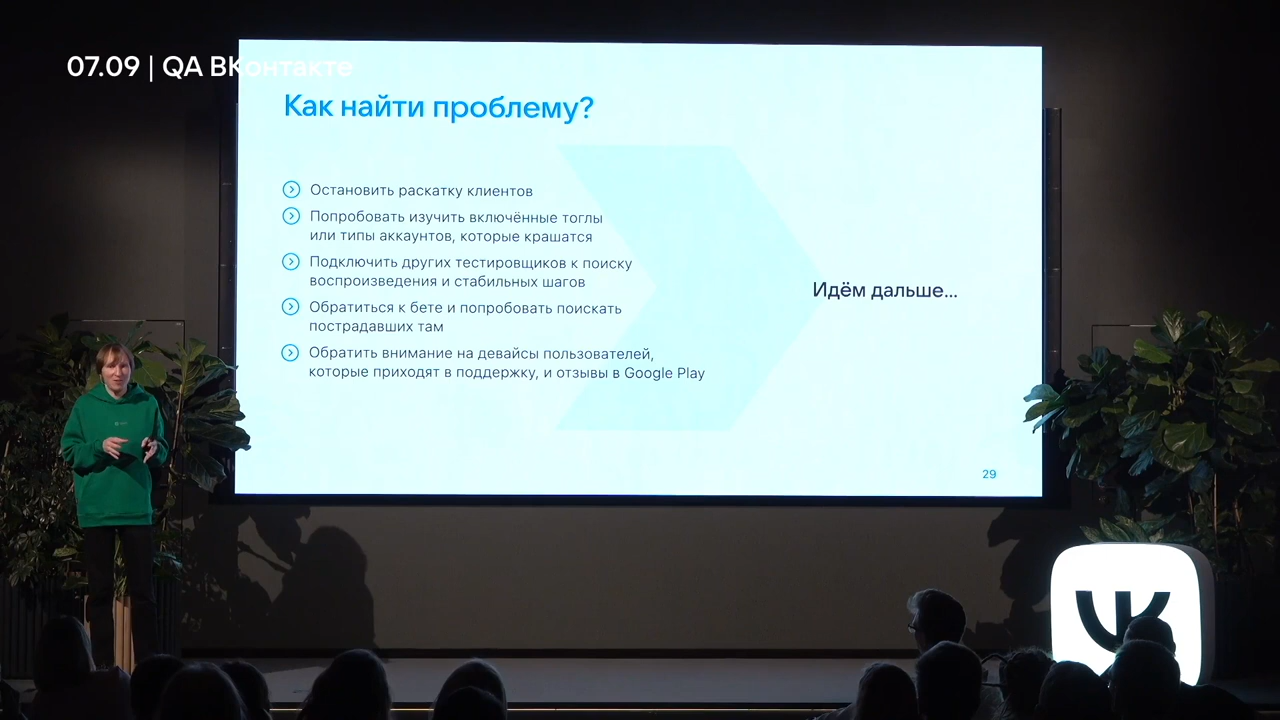 07.09 | QA ВКонтакте
Как найти проблему?
Остановить раскатку клиентов
Попробовать изучить включённые тоглы
или типы аккаунтов, которые крашатся
Подключить других тестировщиков к поиску
воспроизведения и стабильных шагов
Обратиться к бете и попробовать поискать
пострадавших там
Обратить внимание на девайсы пользователей,
которые приходят в поддержку, и отзывы в Google Play
Идём дальше...
29
VK